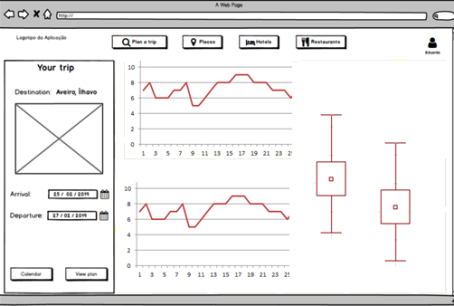 A Web Page
http://
Logotipo da Aplicação
Plan a trip
Places
Hotels
Restaurants
Eduardo
Your trip
Destination: Aveiro, Ílhavo
Arrival: 25 / 02 / 2019
Departure: 27 / 02 / 2019
Calendar
View plan
10
8
6
4
2
0
1 3 5 7 9 11 13 15 17 19 21 23 25
10
8
6
4
2
0
1 3 5 7 9 11 13 15 17 19 21 23 25